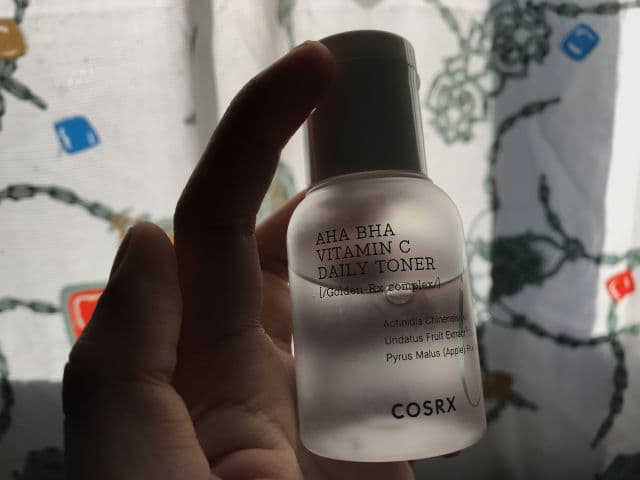 AHA BHA
VITAMIN C
DAILY TONER
[/Golden-Rx complex/]
Actinidia Chinensis
Undatus Fruit Extract
Pyrus Malus (Apple)
COSRX